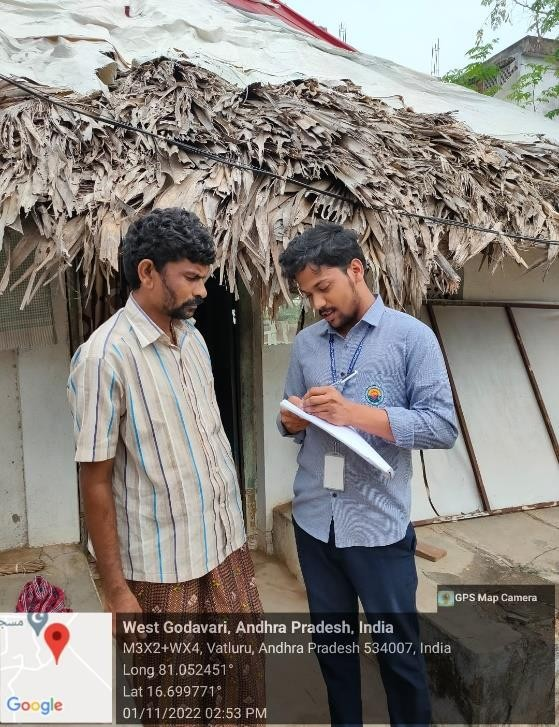 GPS Map Camera
West Godavari, Andhra Pradesh, India
M3X2+WX4, Vatluru, Andhra Pradesh 534007, India
Long 81.052451°
Lat 16.699771°
01/11/2022 02:53 PM
Google